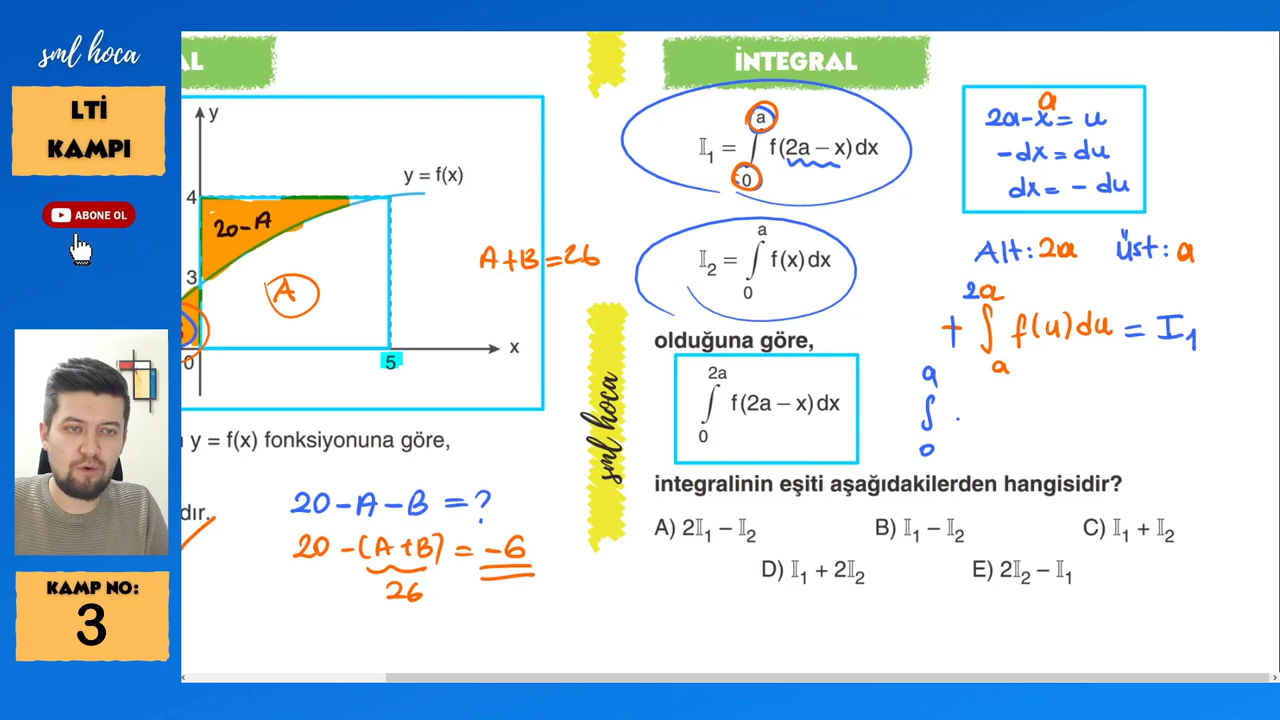 sml hoca
LTİ
KAMPI
ABONE OL
KAMP NO:
3
AL
y
4
20-A
y = f(x)
3
A
A+B=26
0
5
x
y = f(x) fonksiyonuna göre,
20-A-B = ?
dır.
20-(A+B) = -6
26
sml hoca
İNTEGRAL
a
I₁ = ∫ f(2a − x) dx
0
a
I₂ = ∫ f(x) dx
0
olduğuna göre,
2a
∫ f(2a − x) dx
0
integralinin eşiti aşağıdakilerden hangisidir?
A) 2I₁ − I₂ B) I₁ − I₂ C) I₁ + I₂
D) I₁ + 2I₂ E) 2I₂ − I₁
a
2a-x = u
-dx = du
dx = - du
Alt: 2a üst: a
2a
+ ∫ f(u) du = I₁
a
a
∫
0